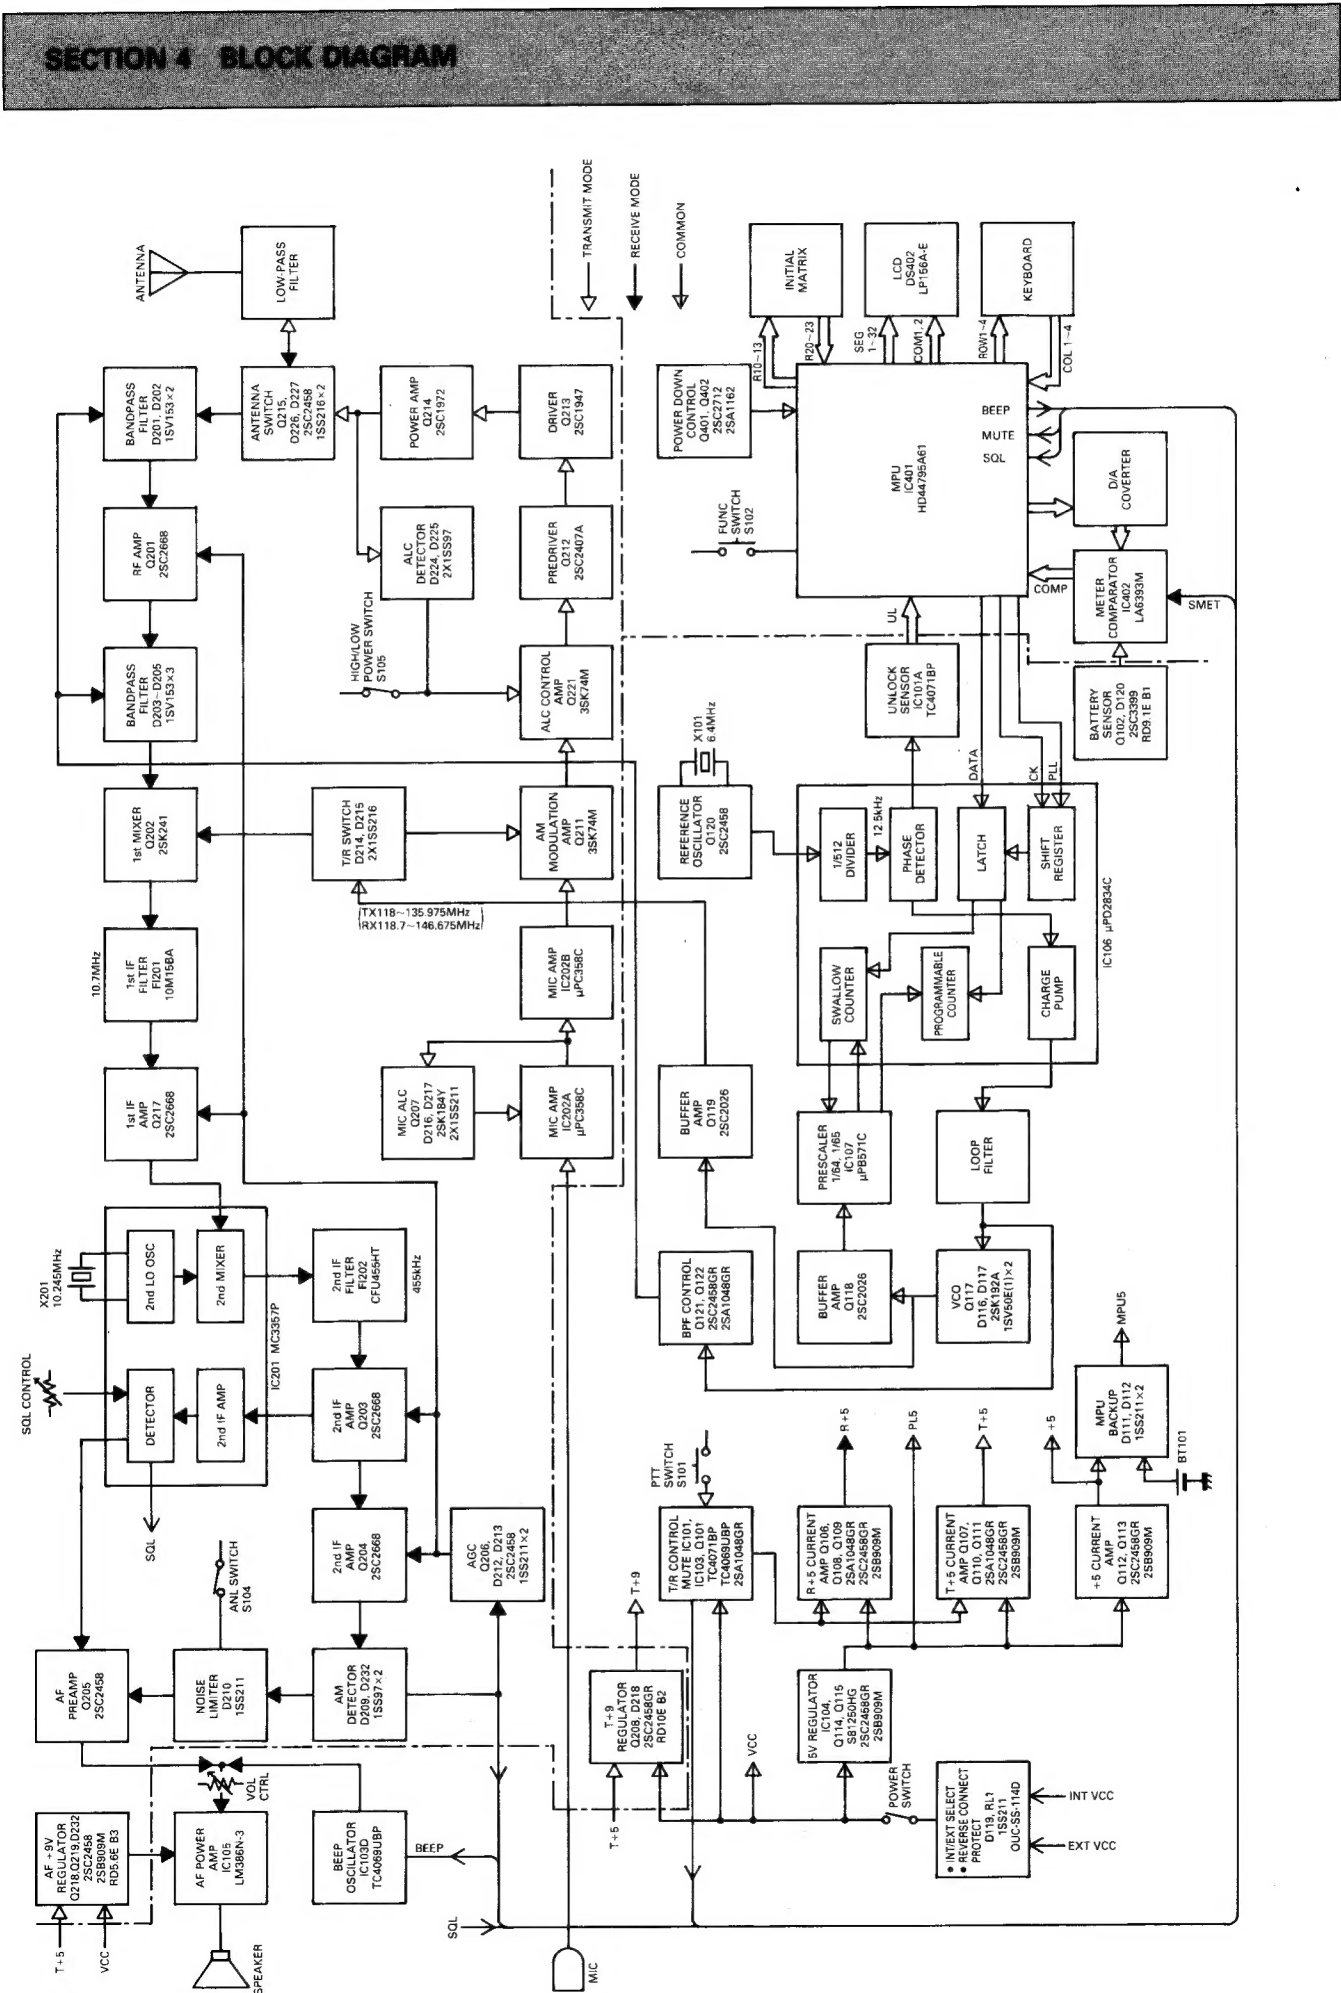 SECTION 4 BLOCK DIAGRAM
ANTENNA
LOW-PASS
FILTER
TRANSMIT MODE
RECEIVE MODE
COMMON
BANDPASS
FILTER
D201, D202
1SV153×2
ANTENNA
SWITCH
Q215,
D226, D227
2SC2458
1SS216×2
POWER AMP
Q214
2SC1972
DRIVER
Q213
2SC1947
RF AMP
Q201
2SC2668
ALC
DETECTOR
D224, D225
2X1SS97
PREDRIVER
Q212
2SC2407A
HIGH/LOW
POWER SWITCH
S105
BANDPASS
FILTER
D203~D205
1SV153×3
ALC CONTROL
AMP
Q221
3SK74M
1st MIXER
Q202
2SK241
T/R SWITCH
D214, D215
2X1SS216
AM
MODULATION
AMP
Q211
3SK74M
(TX118~135.975MHz
RX118.7~146.675MHz)
10.7MHz
1st IF
FILTER
FI201
10M15BA
MIC AMP
IC202B
μPC358C
1st IF
AMP
Q217
2SC2668
MIC ALC
Q207
D216, D217
2SK184Y
2X1SS211
MIC AMP
IC202A
μPC358C
X201
10.245MHz
2nd LO OSC
2nd MIXER
2nd IF
FILTER
FI202
CFU455HT
455kHz
IC201 MC3357P
SQL CONTROL
DETECTOR
2nd IF AMP
2nd IF
AMP
Q203
2SC2668
SQL
ANL SWITCH
S104
2nd IF
AMP
Q204
2SC2668
AGC
Q206,
D212, D213
2SC2458
1SS211×2
AF
PREAMP
Q205
2SC2458
NOISE
LIMITER
D210
1SS211
AM
DETECTOR
D209, D232
1SS97×2
VOL
CTRL
AF +9V
REGULATOR
Q218,Q219,D232
2SC2458
2SB909M
RD5.6E B3
AF POWER
AMP
IC105
LM386N-3
BEEP
OSCILLATOR
IC103D
TC4069UBP
BEEP
T+5
VCC
SPEAKER
SQL
MIC
INITIAL
MATRIX
LCD
DS402
LP156A-E
KEYBOARD
R10~13
R20~23
SEG
1~32
COM1, 2
ROW1~4
COL 1~4
POWER DOWN
CONTROL
Q401, Q402
2SC2712
2SA1162
FUNC
SWITCH
S102
MPU
IC401
HD44795A61
BEEP
MUTE
SQL
D/A
COVERTER
COMP
METER
COMPARATOR
IC402
LA6393M
SMET
UL
UNLOCK
SENSOR
IC101A
TC4071BP
BATTERY
SENSOR
Q102, D120
2SC3399
RD9.1E B1
X101
6.4MHz
REFERENCE
OSCILLATOR
Q120
2SC2458
DATA
CK
PLL
1/512
DIVIDER
12.5kHz
PHASE
DETECTOR
LATCH
SHIFT
REGISTER
IC106 μPD2834C
SWALLOW
COUNTER
PROGRAMMABLE
COUNTER
CHARGE
PUMP
BUFFER
AMP
Q119
2SC2026
PRESCALER
1/64, 1/65
IC107
μPB571C
LOOP
FILTER
BPF CONTROL
Q121, Q122
2SC2458GR
2SA1048GR
BUFFER
AMP
Q118
2SC2026
VCO
Q117
D116, D117
2SK192A
1SV50E(1)×2
MPU5
MPU
BACKUP
D111, D112
1SS211×2
BT101
PTT
SWITCH
S101
R+5
PL5
T+5
+5
T/R CONTROL
MUTE IC101,
IC103, Q101
TC4071BP
TC4069UBP
2SA1048GR
R+5 CURRENT
AMP Q106,
Q108, Q109
2SA1048GR
2SC2458GR
2SB909M
T+5 CURRENT
AMP Q107,
Q110, Q111
2SA1048GR
2SC2458GR
2SB909M
+5 CURRENT
AMP
Q112, Q113
2SC2458GR
2SB909M
T+9
T+9
REGULATOR
Q208, D218
2SC2458GR
RD10E B2
T+5
VCC
5V REGULATOR
IC104,
Q114, Q115
S81250HG
2SC2458GR
2SB909M
POWER
SWITCH
● INT/EXT SELECT
● REVERSE CONNECT
PROTECT
D119, RL1
1SS211
OUC-SS-114D
INT VCC
EXT VCC